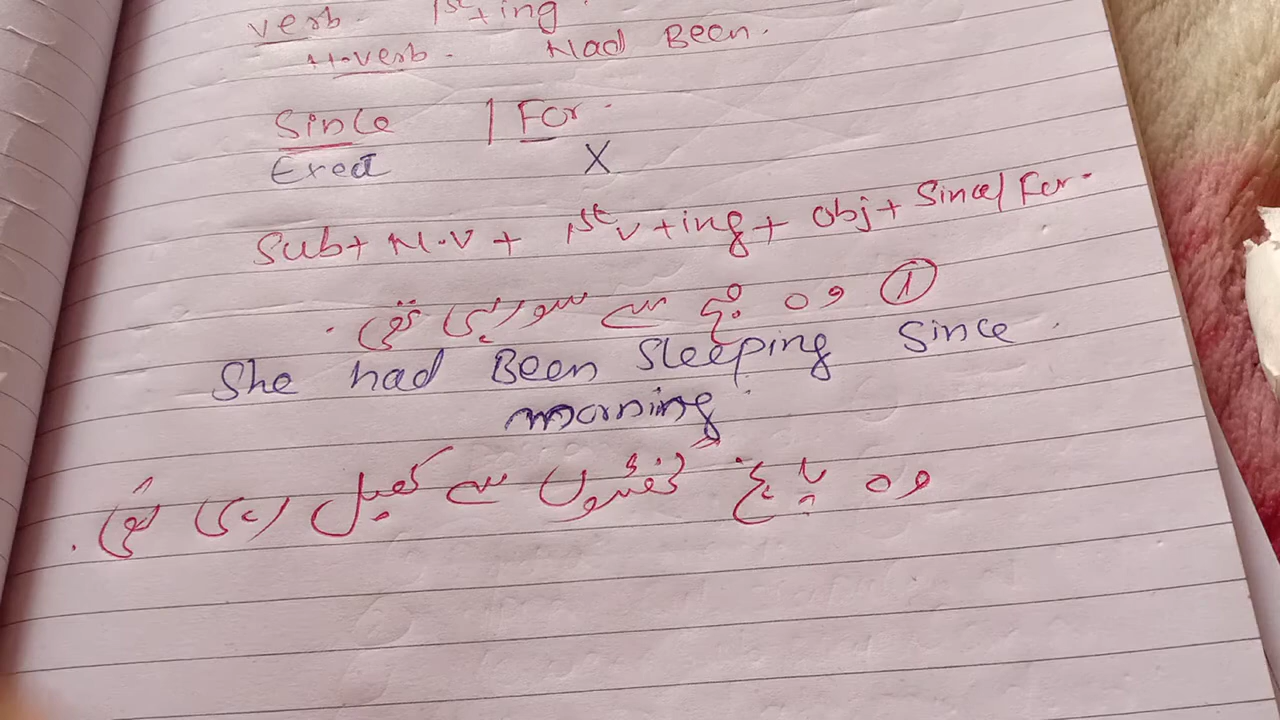 verb - 1st+ing
H.verb - Had Been.
Since | For.
Exact X
Sub+ H.V + 1st v +ing + Obj + Since/For.
① وہ صبح سے سو رہی تھی.
She had Been Sleeping Since.
morning.
وہ پانچ گھنٹوں سے کھیل رہی تھی.